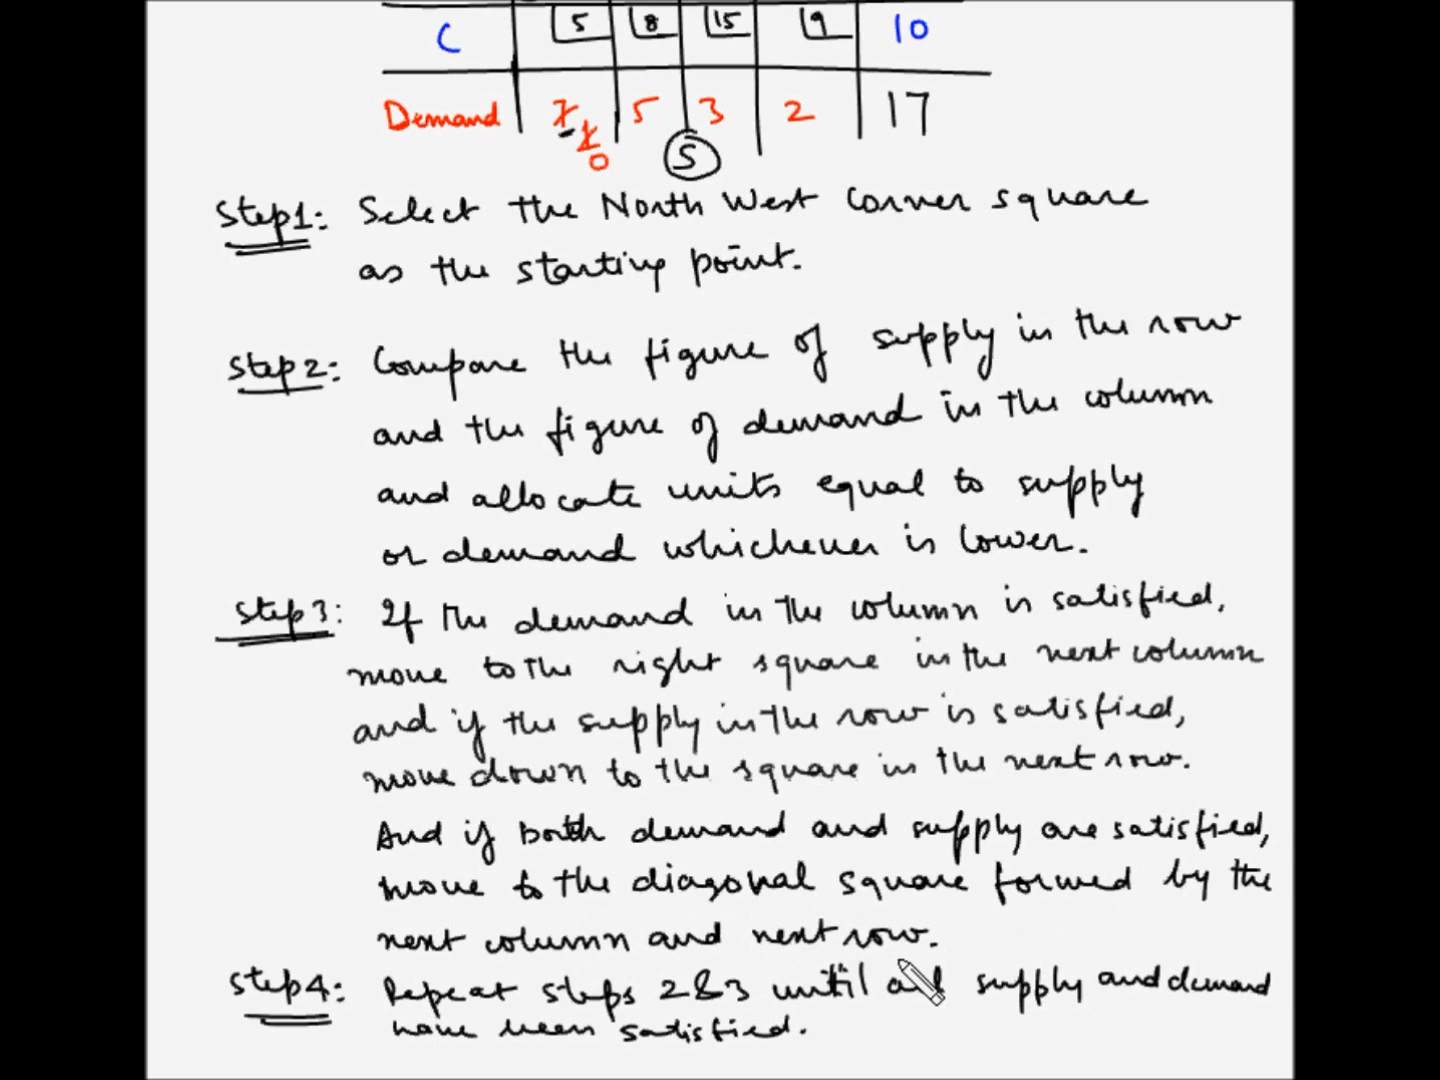 C 5 8 15 9 10
Demand 7 5 3 2 17
1
0 5
Step1: Select the North West Corner square
as the starting point.
Step2: Compare the figure of supply in the row
and the figure of demand in the column
and allocate units equal to supply
or demand whichever is lower.
Step3: If the demand in the column is satisfied,
move to the right square in the next column
and if the supply in the row is satisfied,
move down to the square in the next row.
And if both demand and supply are satisfied,
move to the diagonal square formed by the
next column and next row.
Step4: Repeat steps 2&3 until all supply and demand
have been satisfied.